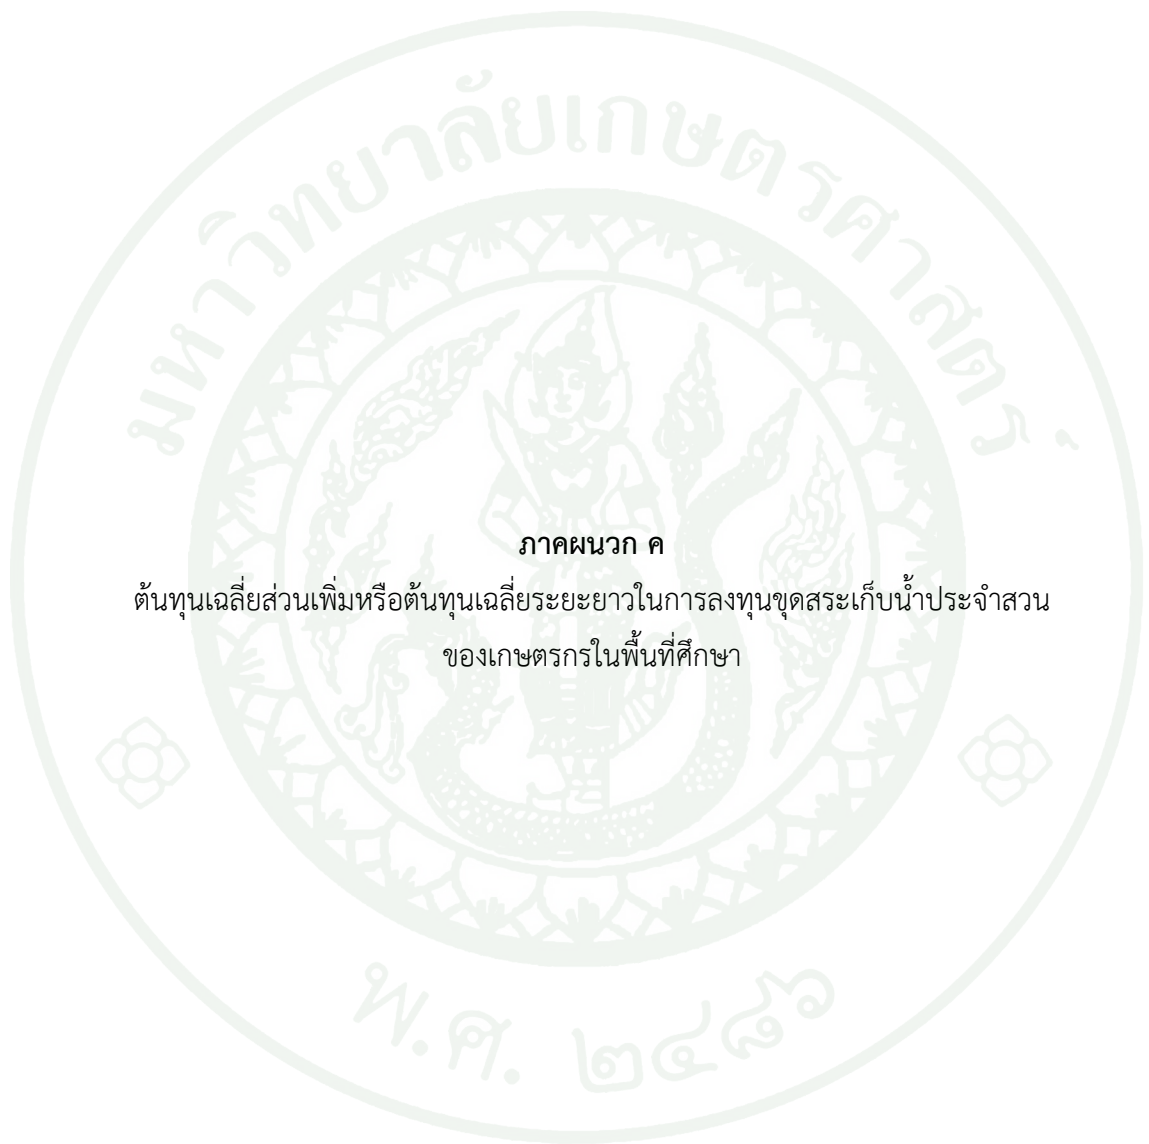 มหาวิทยาลัยเกษตรศาสตร์
ภาคผนวก ค
ต้นทุนเฉลี่ยส่วนเพิ่มหรือต้นทุนเฉลี่ยระยะยาวในการลงทุนขุดสระเก็บน้ำประจำสวน
ของเกษตรกรในพื้นที่ศึกษา
พ.ศ. ๒๔๘๖